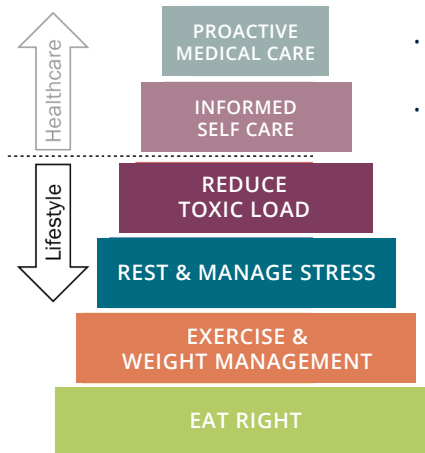 PROACTIVE
MEDICAL CARE
Healthcare
INFORMED
SELF CARE
REDUCE
TOXIC LOAD
Lifestyle
REST & MANAGE STRESS
EXERCISE &
WEIGHT MANAGEMENT
EAT RIGHT